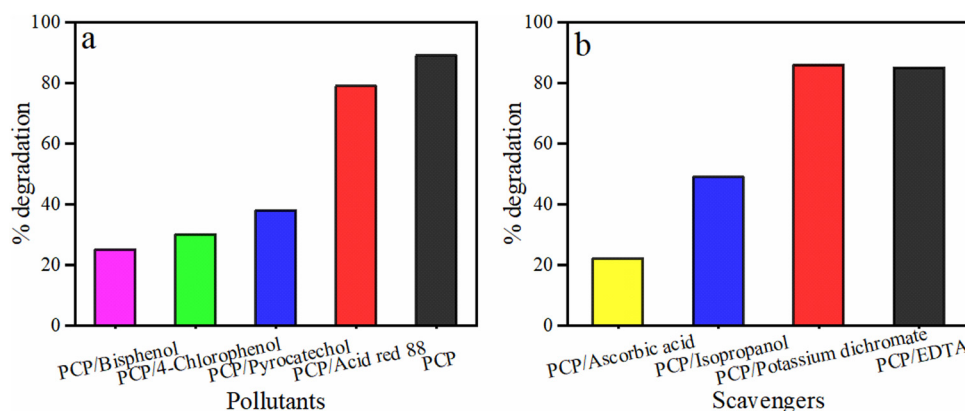 a
% degradation
100
80
60
40
20
0
PCP/Bisphenol
PCP/4-Chlorophenol
PCP/Pyrocatechol
PCP/Acid red 88
PCP
Pollutants
b
% degradation
100
80
60
40
20
0
PCP/Ascorbic acid
PCP/Isopropanol
PCP/Potassium dichromate
PCP/EDTA
Scavengers